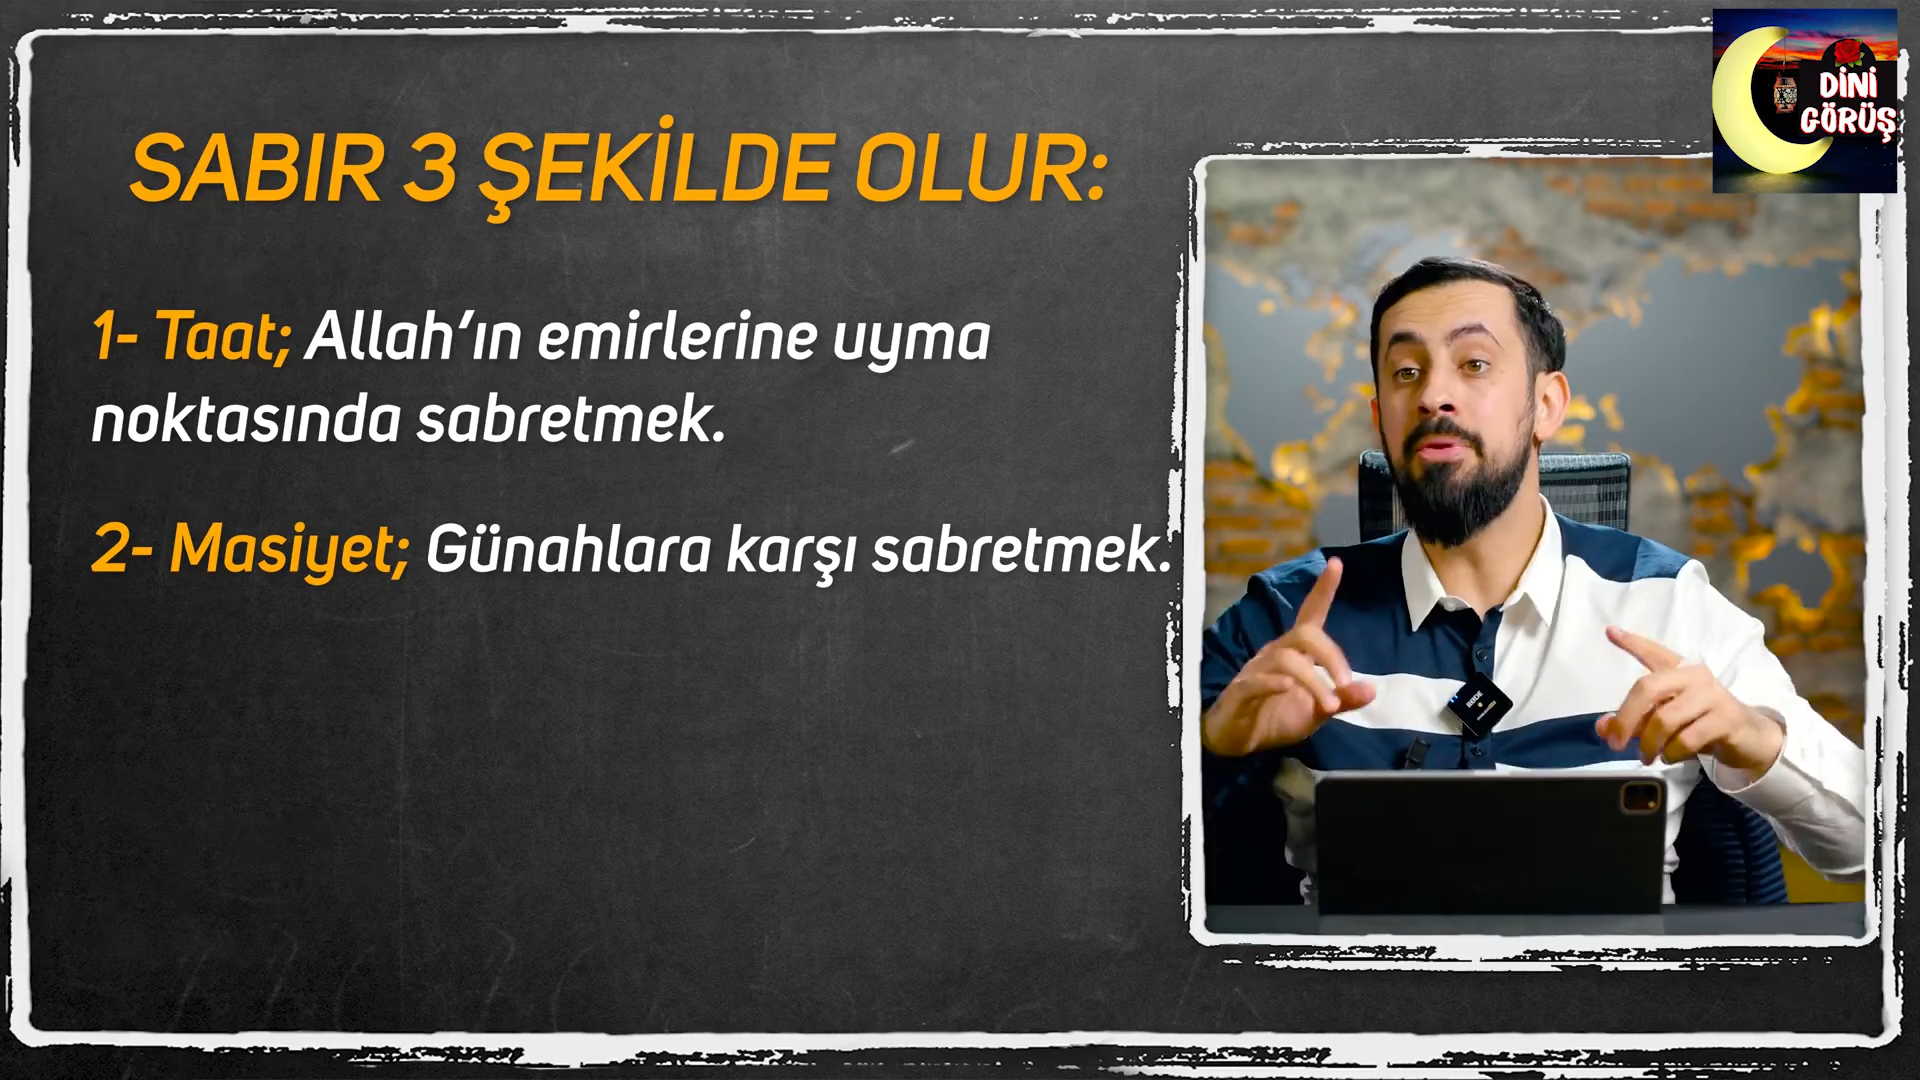 SABIR 3 ŞEKİLDE OLUR:
1- Taat; Allah’ın emirlerine uyma
noktasında sabretmek.
2- Masiyet; Günahlara karşı sabretmek.
DİNİ
GÖRÜŞ
RØDE